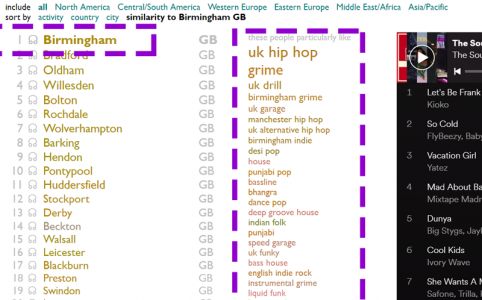 include all North America Central/South America Western Europe Eastern Europe Middle East/Africa Asia/Pacific
sort by activity country city similarity to Birmingham GB
1 Birmingham GB
2 Bradford GB
3 Oldham GB
4 Willesden GB
5 Bolton GB
6 Rochdale GB
7 Wolverhampton GB
8 Barking GB
9 Hendon GB
10 Pontypool GB
11 Huddersfield GB
12 Stockport GB
13 Derby GB
14 Beckton GB
15 Walsall GB
16 Leicester GB
17 Blackburn GB
18 Preston GB
19 Swindon GB
these people particularly like
uk hip hop
grime
uk drill
birmingham grime
uk garage
manchester hip hop
uk alternative hip hop
birmingham indie
desi pop
house
punjabi pop
bassline
bhangra
dance pop
deep groove house
indian folk
punjabi
speed garage
uk funky
bass house
english indie rock
instrumental grime
liquid funk
The Sou
The Soun
1 Let's Be Frank
Kioko
2 So Cold
FlyBeezy, Baby
3 Vacation Girl
Yatez
4 Mad About Ba
Mixtape Madn
5 Dunya
Big Stygs, Jayk
6 Cool Kids
Ivory Wave
7 She Wants A M
Safone, Trilla,